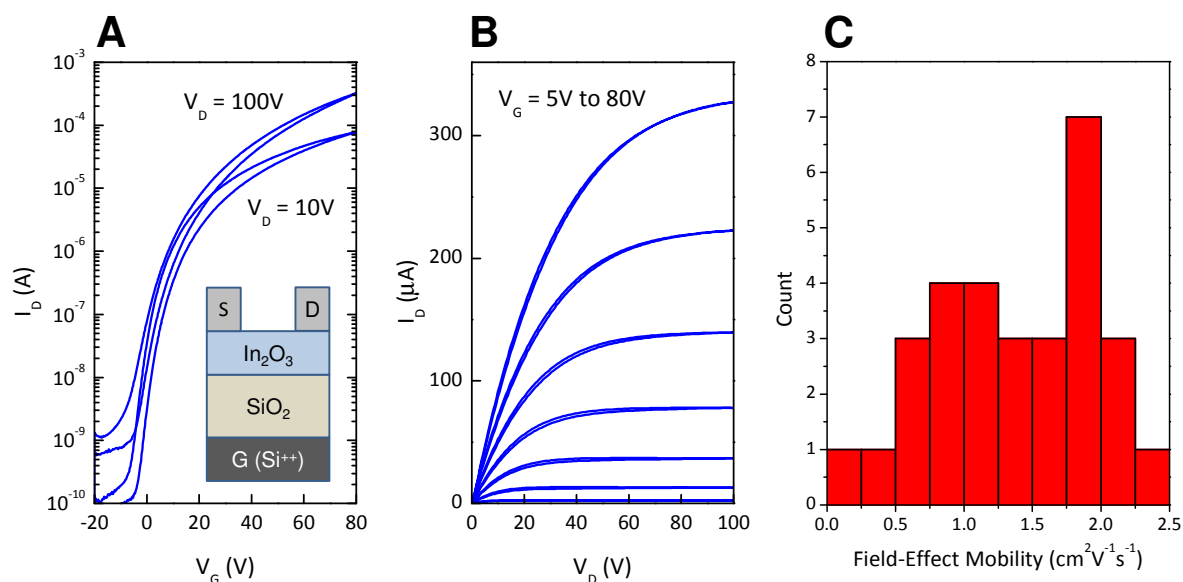 A
10⁻³
10⁻⁴
10⁻⁵
10⁻⁶
10⁻⁷
10⁻⁸
10⁻⁹
10⁻¹⁰
I_D (A)
V_D = 100V
V_D = 10V
S
D
In₂O₃
SiO₂
G (Si⁺⁺)
-20 0 20 40 60 80
V_G (V)
B
300
200
100
0
I_D (µA)
V_G = 5V to 80V
0 20 40 60 80 100
V_D (V)
C
8
7
6
5
4
3
2
1
0
Count
0.0 0.5 1.0 1.5 2.0 2.5
Field-Effect Mobility (cm²V⁻¹s⁻¹)